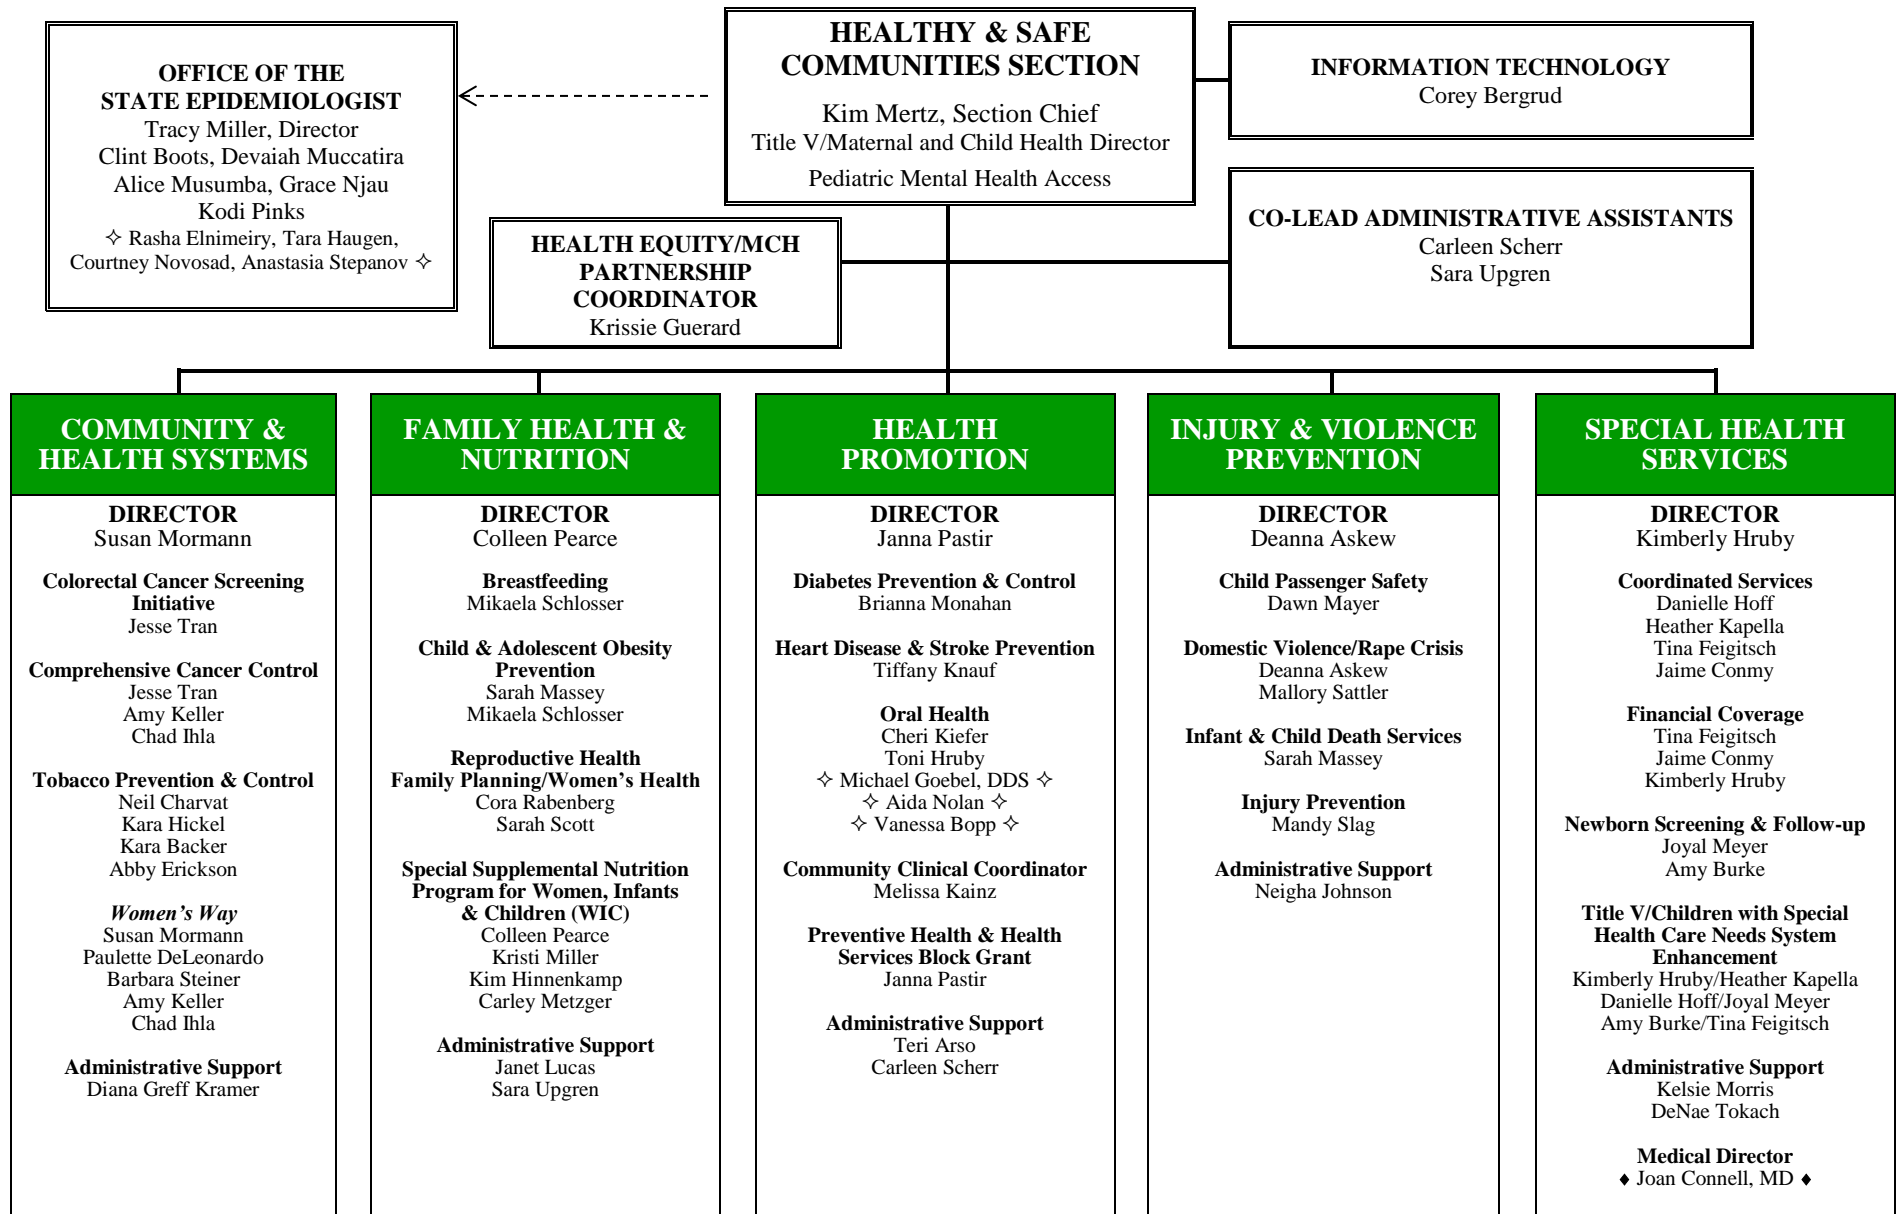 OFFICE OF THE
STATE EPIDEMIOLOGIST
Tracy Miller, Director
Clint Boots, Devaiah Muccatira
Alice Musumba, Grace Njau
Kodi Pinks
✧ Rasha Elnimeiry, Tara Haugen,
Courtney Novosad, Anastasia Stepanov ✧
HEALTHY & SAFE
COMMUNITIES SECTION
Kim Mertz, Section Chief
Title V/Maternal and Child Health Director
Pediatric Mental Health Access
INFORMATION TECHNOLOGY
Corey Bergrud
HEALTH EQUITY/MCH
PARTNERSHIP
COORDINATOR
Krissie Guerard
CO-LEAD ADMINISTRATIVE ASSISTANTS
Carleen Scherr
Sara Upgren
COMMUNITY &
HEALTH SYSTEMS
DIRECTOR
Susan Mormann
Colorectal Cancer Screening
Initiative
Jesse Tran
Comprehensive Cancer Control
Jesse Tran
Amy Keller
Chad Ihla
Tobacco Prevention & Control
Neil Charvat
Kara Hickel
Kara Backer
Abby Erickson
Women’s Way
Susan Mormann
Paulette DeLeonardo
Barbara Steiner
Amy Keller
Chad Ihla
Administrative Support
Diana Greff Kramer
FAMILY HEALTH &
NUTRITION
DIRECTOR
Colleen Pearce
Breastfeeding
Mikaela Schlosser
Child & Adolescent Obesity
Prevention
Sarah Massey
Mikaela Schlosser
Reproductive Health
Family Planning/Women’s Health
Cora Rabenberg
Sarah Scott
Special Supplemental Nutrition
Program for Women, Infants
& Children (WIC)
Colleen Pearce
Kristi Miller
Kim Hinnenkamp
Carley Metzger
Administrative Support
Janet Lucas
Sara Upgren
HEALTH
PROMOTION
DIRECTOR
Janna Pastir
Diabetes Prevention & Control
Brianna Monahan
Heart Disease & Stroke Prevention
Tiffany Knauf
Oral Health
Cheri Kiefer
Toni Hruby
✧ Michael Goebel, DDS ✧
✧ Aida Nolan ✧
✧ Vanessa Bopp ✧
Community Clinical Coordinator
Melissa Kainz
Preventive Health & Health
Services Block Grant
Janna Pastir
Administrative Support
Teri Arso
Carleen Scherr
INJURY & VIOLENCE
PREVENTION
DIRECTOR
Deanna Askew
Child Passenger Safety
Dawn Mayer
Domestic Violence/Rape Crisis
Deanna Askew
Mallory Sattler
Infant & Child Death Services
Sarah Massey
Injury Prevention
Mandy Slag
Administrative Support
Neigha Johnson
SPECIAL HEALTH
SERVICES
DIRECTOR
Kimberly Hruby
Coordinated Services
Danielle Hoff
Heather Kapella
Tina Feigitsch
Jaime Conmy
Financial Coverage
Tina Feigitsch
Jaime Conmy
Kimberly Hruby
Newborn Screening & Follow-up
Joyal Meyer
Amy Burke
Title V/Children with Special
Health Care Needs System
Enhancement
Kimberly Hruby/Heather Kapella
Danielle Hoff/Joyal Meyer
Amy Burke/Tina Feigitsch
Administrative Support
Kelsie Morris
DeNae Tokach
Medical Director
♦ Joan Connell, MD ♦